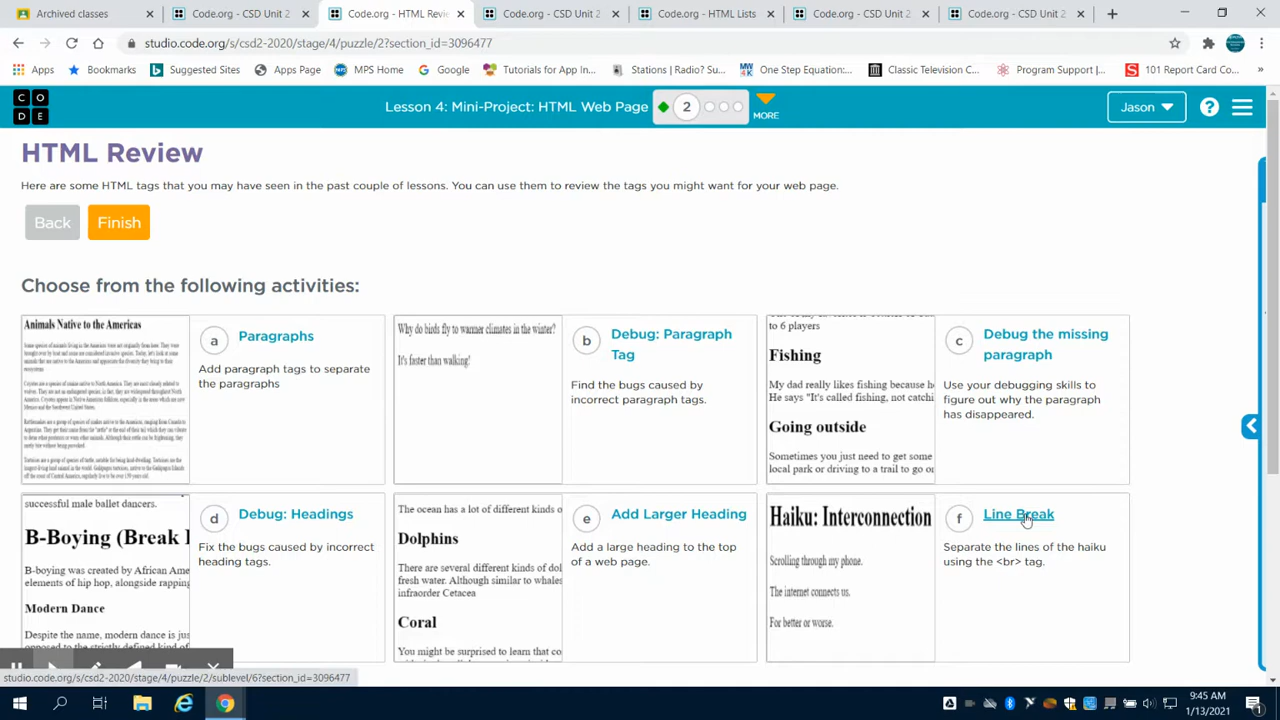 Archived classes
Code.org - CSD Unit 2
Code.org - HTML Revi
Code.org - CSD Unit 2
Code.org - HTML Lists
Code.org - CSD Unit 2
Code.org - CSD Unit 2
studio.code.org/s/csd2-2020/stage/4/puzzle/2?section_id=3096477
Apps
Bookmarks
Suggested Sites
Apps Page
MPS Home
Google
Tutorials for App In...
Stations | Radio? Su...
One Step Equation:...
Classic Television C...
Program Support |...
101 Report Card Co...
C O
D E
Lesson 4: Mini-Project: HTML Web Page
2
MORE
Jason
?
HTML Review
Here are some HTML tags that you may have seen in the past couple of lessons. You can use them to review the tags you might want for your web page.
Back
Finish
Choose from the following activities:
Animals Native to the Americas
a
Paragraphs
Add paragraph tags to separate
the paragraphs
Why do birds fly to warmer climates in the winter?
It's faster than walking!
b
Debug: Paragraph
Tag
Find the bugs caused by
incorrect paragraph tags.
to 6 players
Fishing
My dad really likes fishing because h
He says "It's called fishing, not catchi
Going outside
Sometimes you just need to get some
local park or driving to a trail to go o
c
Debug the missing
paragraph
Use your debugging skills to
figure out why the paragraph
has disappeared.
successful male ballet dancers.
B-Boying (Break
B-boying was created by African Ame
elements of hip hop, alongside rapping
Modern Dance
Despite the name, modern dance is jus
d
Debug: Headings
Fix the bugs caused by incorrect
heading tags.
The ocean has a lot of different kinds o
Dolphins
There are several different kinds of dol
fresh water. Although similar to whales
infraorder Cetacea
Coral
You might be surprised to learn that co
e
Add Larger Heading
Add a large heading to the top
of a web page.
Haiku: Interconnection
Scrolling through my phone.
The internet connects us.
For better or worse.
f
Line Break
Separate the lines of the haiku
using the <br> tag.
https://studio.code.org/s/csd2-2020/stage/4/puzzle/2/sublevel/6?section_id=3096477
9:45 AM
1/13/2021